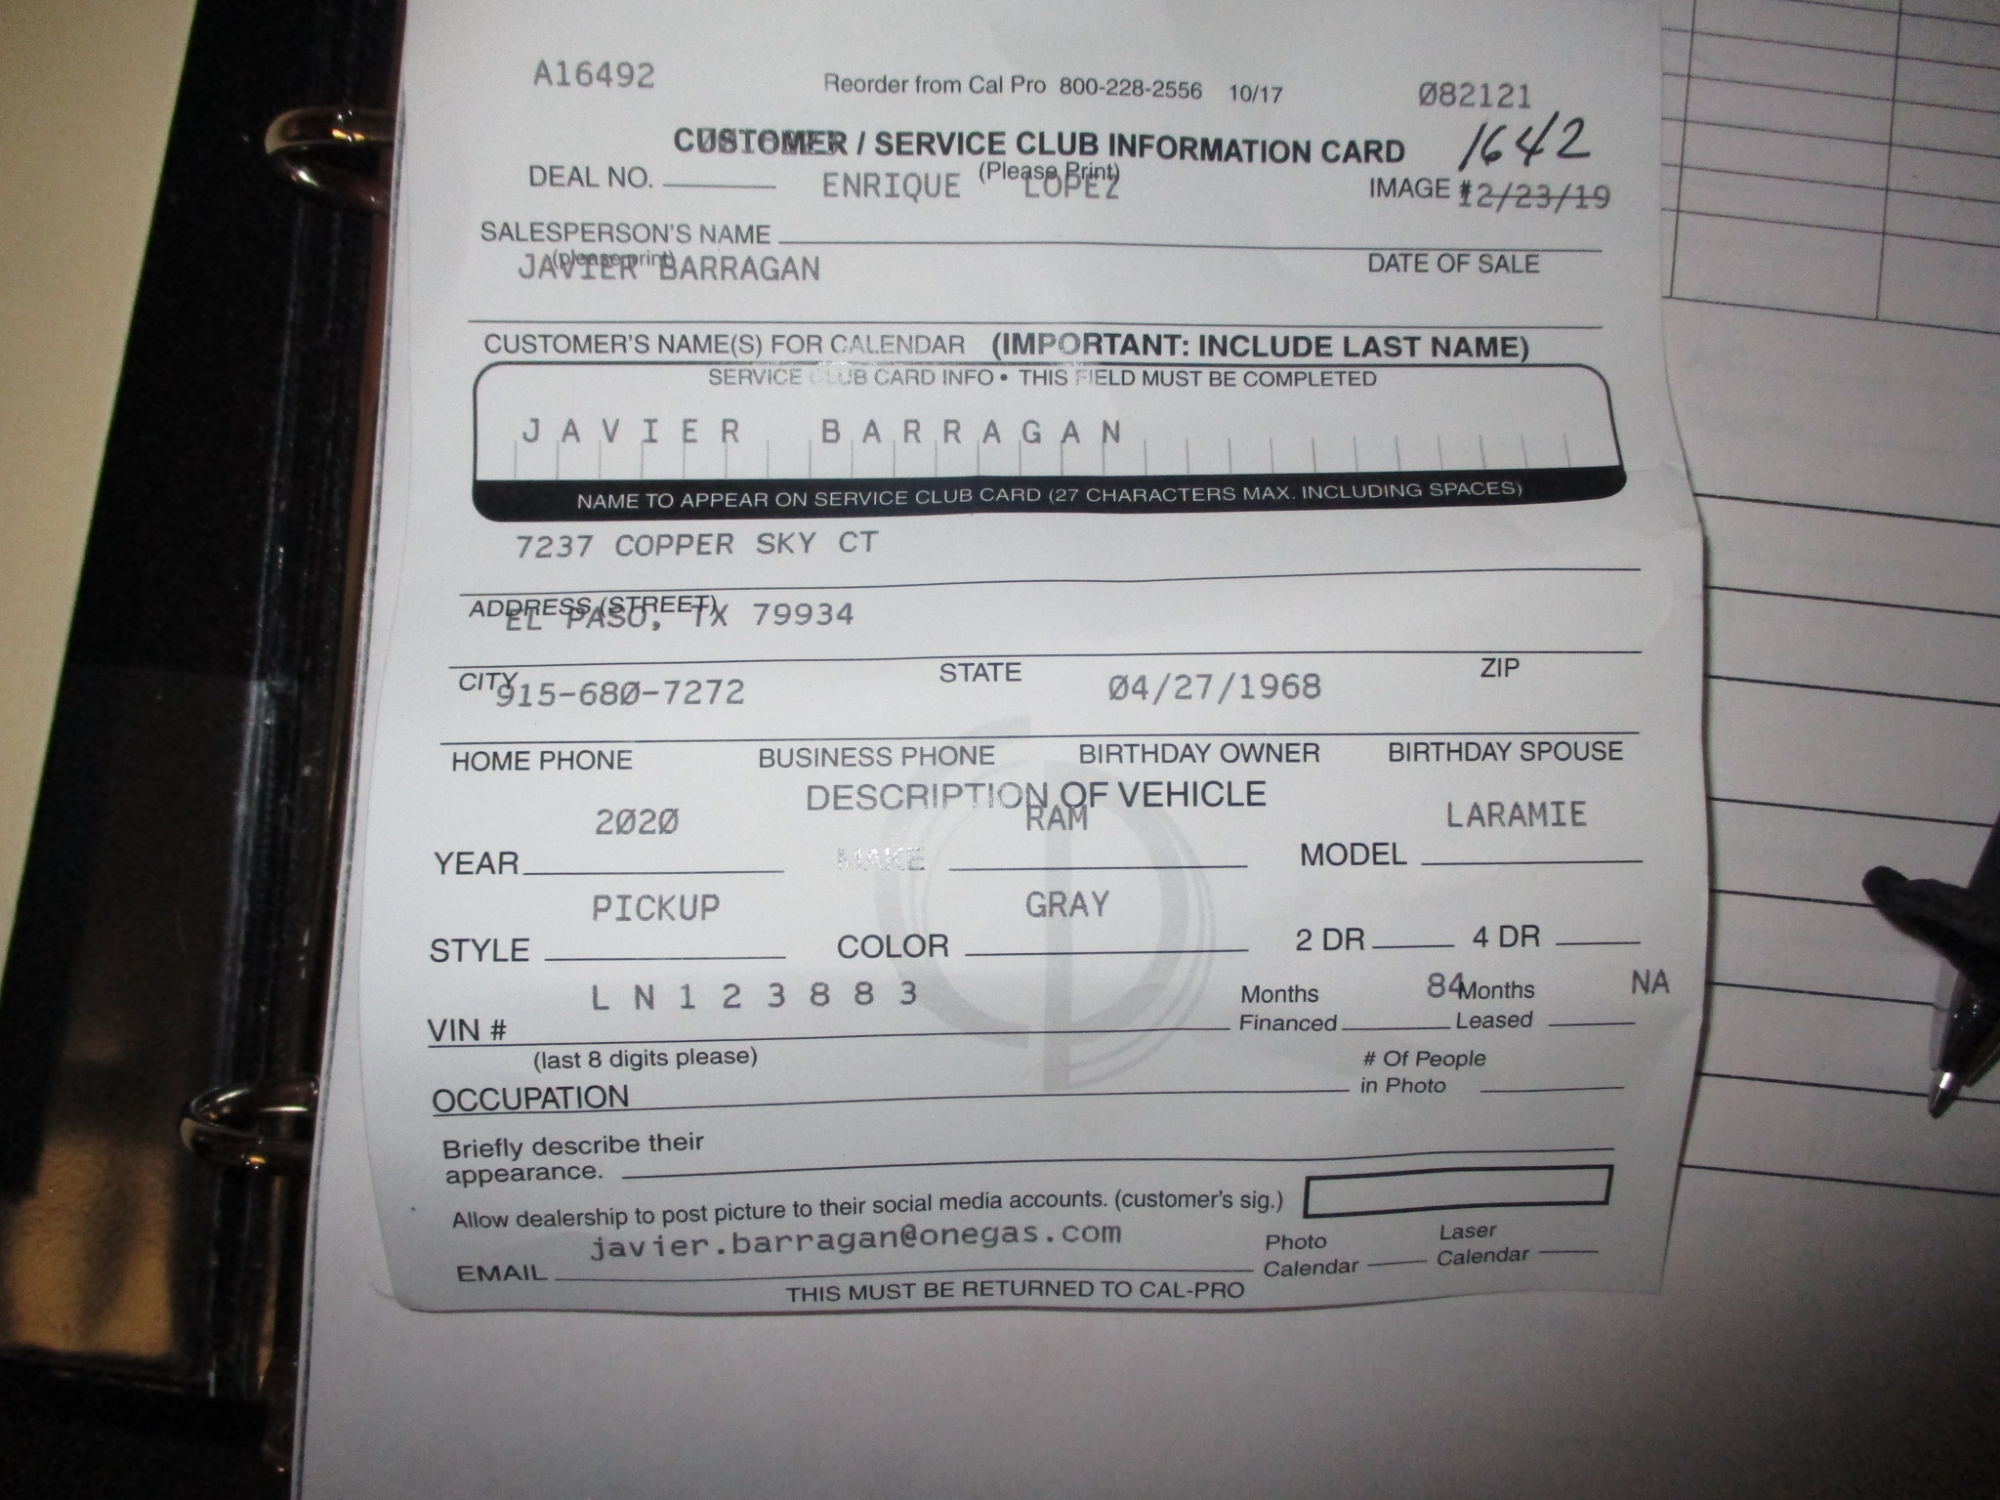 A16492 Reorder from Cal Pro 800-228-2556 10/17 Ø82121
CUSTOMER / SERVICE CLUB INFORMATION CARD 1642
(Please Print)
DEAL NO. ENRIQUE LOPEZ IMAGE # 12/23/19
SALESPERSON'S NAME
(please print) DATE OF SALE
JAVIER BARRAGAN
CUSTOMER'S NAME(S) FOR CALENDAR (IMPORTANT: INCLUDE LAST NAME)
SERVICE CLUB CARD INFO • THIS FIELD MUST BE COMPLETED
JAVIER BARRAGAN
NAME TO APPEAR ON SERVICE CLUB CARD (27 CHARACTERS MAX. INCLUDING SPACES)
7237 COPPER SKY CT
ADDRESS (STREET)
EL PASO, TX 79934
CITY STATE ZIP
915-68Ø-7272 Ø4/27/1968
HOME PHONE BUSINESS PHONE BIRTHDAY OWNER BIRTHDAY SPOUSE
DESCRIPTION OF VEHICLE
2Ø2Ø RAM LARAMIE
YEAR MAKE MODEL
PICKUP GRAY
STYLE COLOR 2 DR 4 DR
LN123883 Months 84 Months NA
VIN # Financed Leased
(last 8 digits please) # Of People
OCCUPATION in Photo
Briefly describe their
appearance.
Allow dealership to post picture to their social media accounts. (customer's sig.)
javier.barragan@onegas.com Photo Laser
EMAIL Calendar Calendar
THIS MUST BE RETURNED TO CAL-PRO